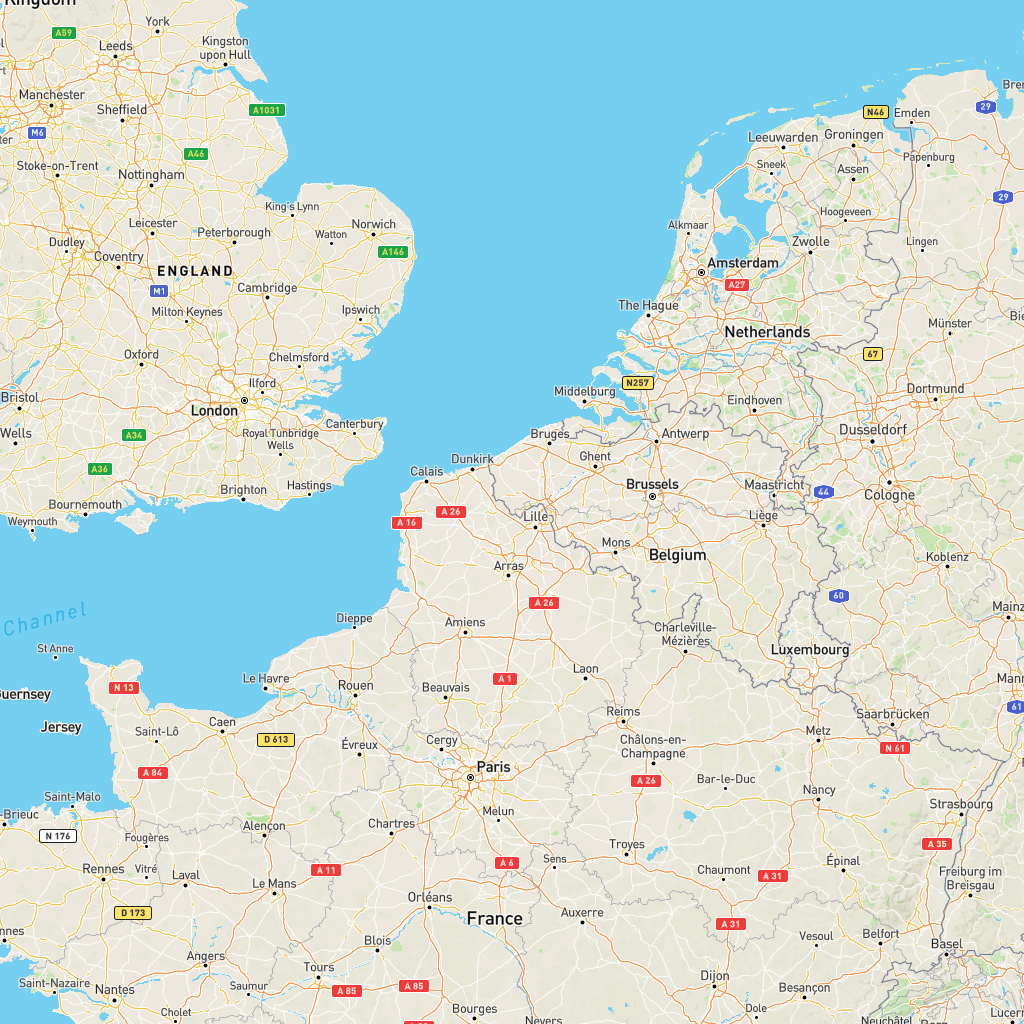 Kingdom
York
A59
Leeds
Kingston
upon Hull
Manchester
Sheffield
A1031
M6
A46
Stoke-on-Trent
Nottingham
King's Lynn
Leicester
Peterborough
Watton
Norwich
Dudley
Coventry
A146
ENGLAND
M1
Cambridge
Milton Keynes
Ipswich
Oxford
Chelmsford
Ilford
London
Bristol
Wells
A34
Royal Tunbridge
Wells
Canterbury
A36
Bournemouth
Brighton
Hastings
Weymouth
N46
Emden
29
Leeuwarden
Groningen
Sneek
Assen
Papenburg
29
Alkmaar
Hoogeveen
Zwolle
Lingen
Amsterdam
A27
The Hague
Netherlands
Münster
67
N257
Middelburg
Eindhoven
Dortmund
Dusseldorf
Bruges
Antwerp
Ghent
Dunkirk
Calais
Brussels
Maastricht
44
Cologne
A 26
A 16
Lille
Liège
Mons
Belgium
Koblenz
Arras
A 26
60
Mainz
Channel
Dieppe
Amiens
Charleville-
Mézières
St Anne
Luxembourg
Laon
Le Havre
Rouen
Beauvais
A 1
N 13
Guernsey
Jersey
Caen
Saint-Lô
D 613
Évreux
Cergy
Reims
Châlons-en-
Champagne
Metz
Saarbrücken
61
N 61
Paris
A 84
A 26
Bar-le-Duc
Nancy
Saint-Malo
Strasbourg
Melun
N 176
Fougères
Alençon
Chartres
Troyes
A 35
Rennes
Vitré
Laval
Le Mans
A 11
A 6
Sens
Chaumont
A 31
Épinal
Freiburg im
Breisgau
D 173
Orléans
France
Auxerre
A 31
Blois
Vesoul
Belfort
Basel
Angers
Tours
Saint-Nazaire
Nantes
Saumur
A 85
A 85
Dijon
Besançon
Cholet
Bourges
Nevers
Dole
Neuchâtel